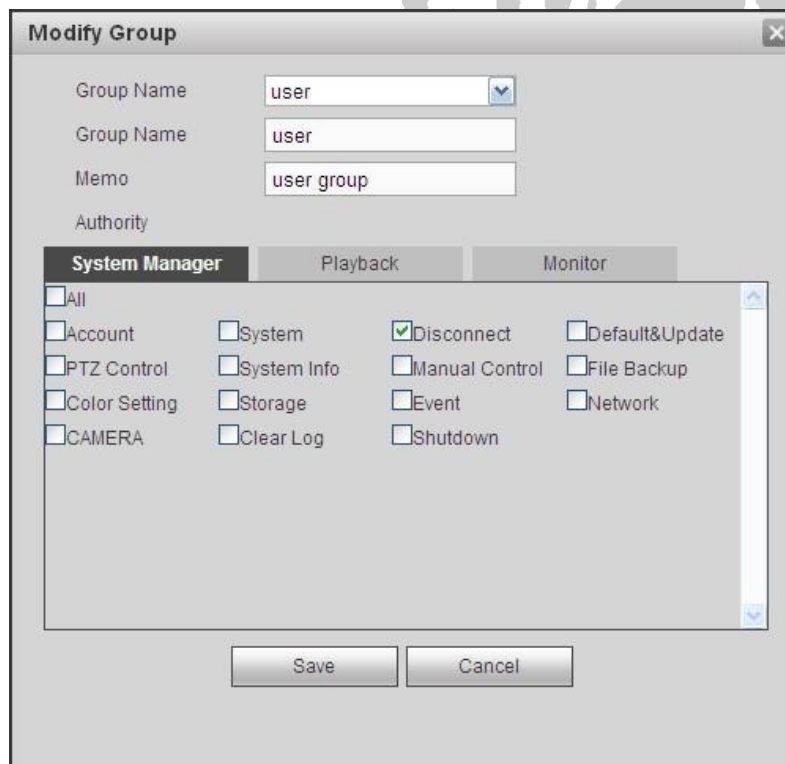 Modify Group
Group Name user
Group Name user
Memo user group
Authority
System Manager Playback Monitor
All
Account System Disconnect Default&Update
PTZ Control System Info Manual Control File Backup
Color Setting Storage Event Network
CAMERA Clear Log Shutdown
Save Cancel